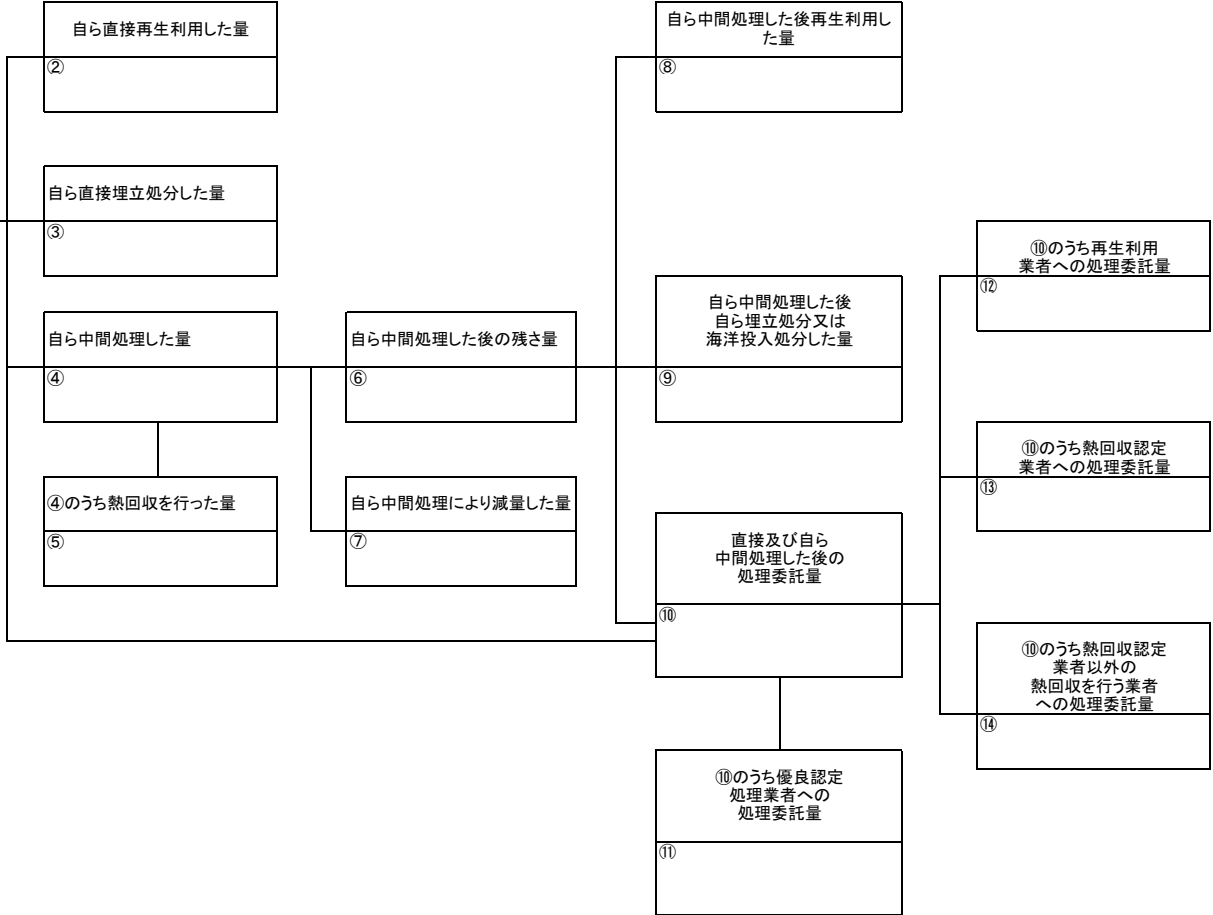 自ら直接再生利用した量
②
自ら中間処理した後再生利用し
た量
⑧
自ら直接埋立処分した量
③
⑩のうち再生利用
業者への処理委託量
⑫
自ら中間処理した量
④
自ら中間処理した後の残さ量
⑥
自ら中間処理した後
自ら埋立処分又は
海洋投入処分した量
⑨
⑩のうち熱回収認定
業者への処理委託量
⑬
④のうち熱回収を行った量
⑤
自ら中間処理により減量した量
⑦
直接及び自ら
中間処理した後の
処理委託量
⑩
⑩のうち熱回収認定
業者以外の
熱回収を行う業者
への処理委託量
⑭
⑩のうち優良認定
処理業者への
処理委託量
⑪